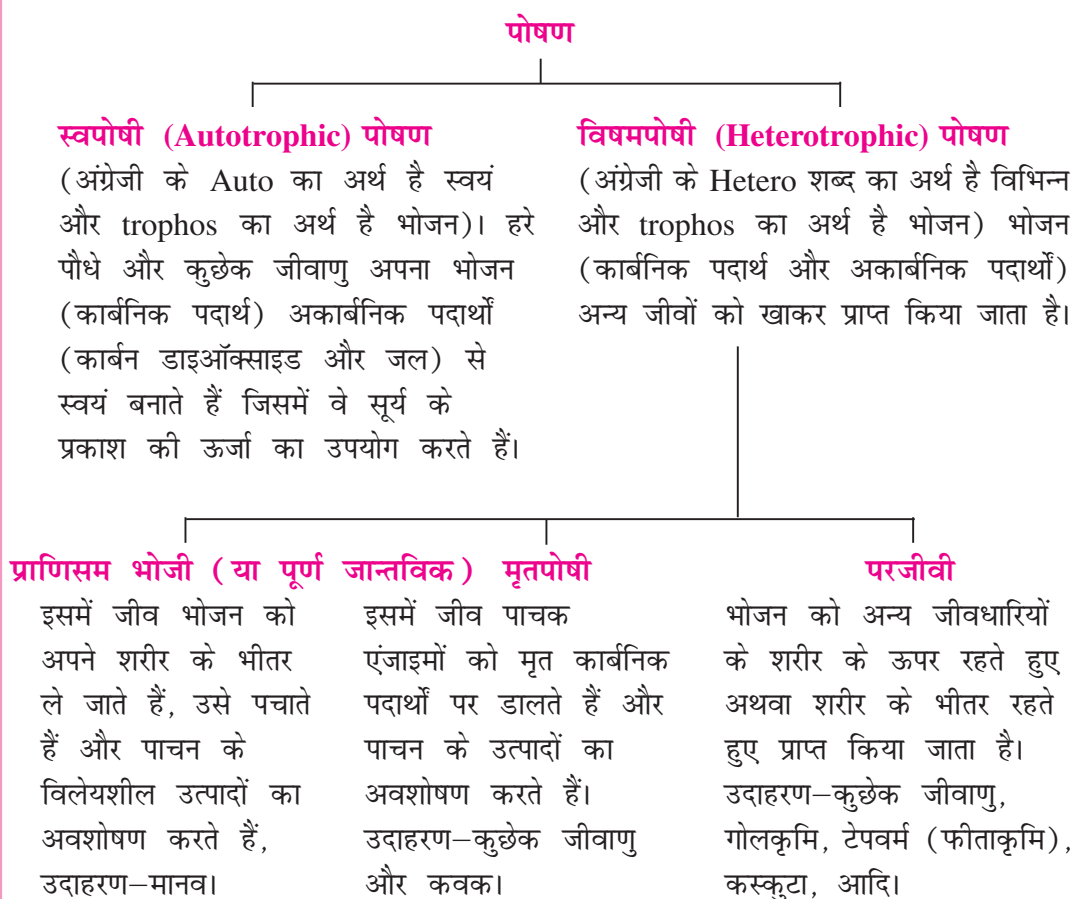 पोषण
स्वपोषी (Autotrophic) पोषण
(अंग्रेजी के Auto का अर्थ है स्वयं
और trophos का अर्थ है भोजन)। हरे
पौधे और कुछेक जीवाणु अपना भोजन
(कार्बनिक पदार्थ) अकार्बनिक पदार्थों
(कार्बन डाइऑक्साइड और जल) से
स्वयं बनाते हैं जिसमें वे सूर्य के
प्रकाश की ऊर्जा का उपयोग करते हैं।
विषमपोषी (Heterotrophic) पोषण
(अंग्रेजी के Hetero शब्द का अर्थ है विभिन्न
और trophos का अर्थ है भोजन) भोजन
(कार्बनिक पदार्थ और अकार्बनिक पदार्थों)
अन्य जीवों को खाकर प्राप्त किया जाता है।
प्राणिसम भोजी (या पूर्ण जान्तविक)
इसमें जीव भोजन को
अपने शरीर के भीतर
ले जाते हैं, उसे पचाते
हैं और पाचन के
विलेयशील उत्पादों का
अवशोषण करते हैं,
उदाहरण–मानव।
मृतपोषी
इसमें जीव पाचक
एंजाइमों को मृत कार्बनिक
पदार्थों पर डालते हैं और
पाचन के उत्पादों का
अवशोषण करते हैं।
उदाहरण–कुछेक जीवाणु
और कवक।
परजीवी
भोजन को अन्य जीवधारियों
के शरीर के ऊपर रहते हुए
अथवा शरीर के भीतर रहते
हुए प्राप्त किया जाता है।
उदाहरण–कुछेक जीवाणु,
गोलकृमि, टेपवर्म (फीताकृमि),
कस्कुटा, आदि।